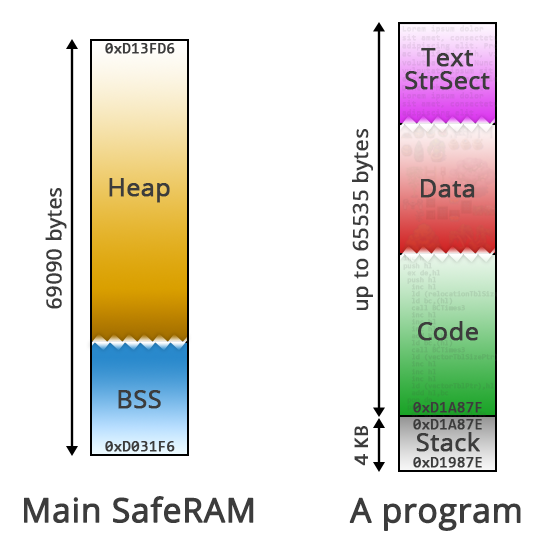 0xD13FD6
Heap
69090 bytes
BSS
0xD031F6
Main SafeRAM
Text
StrSect
Data
up to 65535 bytes
Code
0xD1A87F
0xD1A87E
Stack
4 KB
0xD1987E
A program